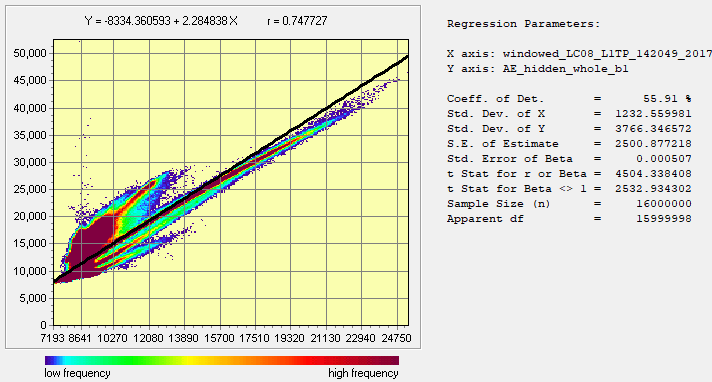 Y = -8334.360593 + 2.284838 X r = 0.747727
50,000
45,000
40,000
35,000
30,000
25,000
20,000
15,000
10,000
5,000
0
7193 8641 10270 12080 13890 15700 17510 19320 21130 22940 24750
low frequency high frequency
Regression Parameters:
X axis: windowed_LC08_L1TP_142049_2017
Y axis: AE_hidden_whole_b1
Coeff. of Det. = 55.91 %
Std. Dev. of X = 1232.559981
Std. Dev. of Y = 3766.346572
S.E. of Estimate = 2500.877218
Std. Error of Beta = 0.000507
t Stat for r or Beta = 4504.338408
t Stat for Beta <> 1 = 2532.934302
Sample Size (n) = 16000000
Apparent df = 15999998